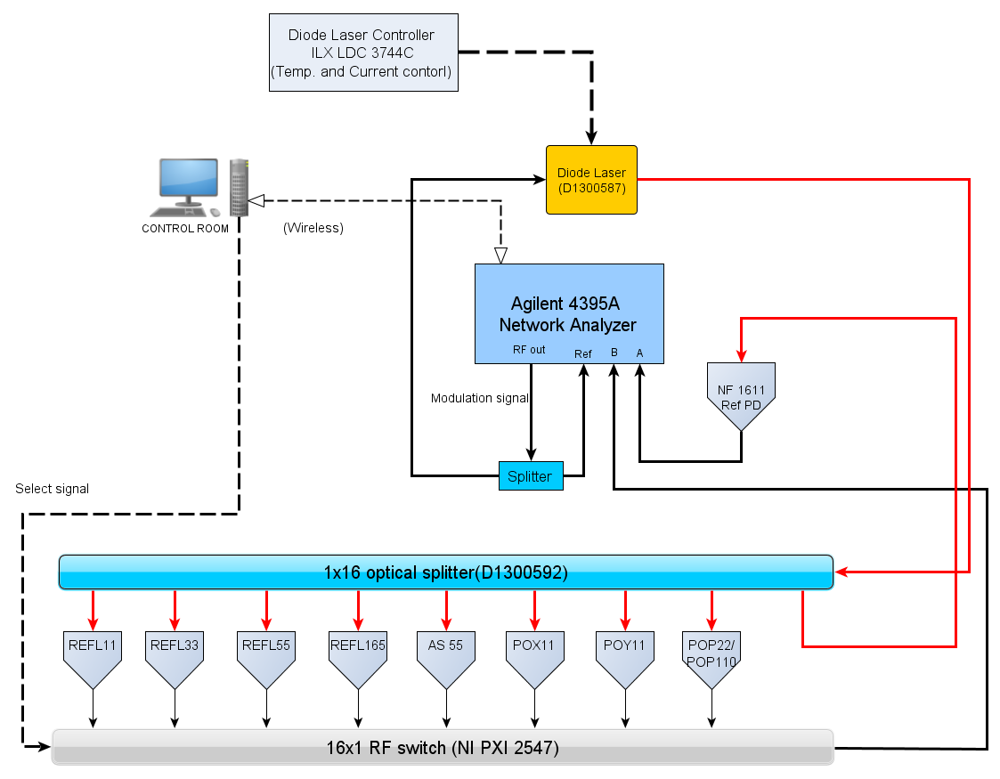 Diode Laser Controller
ILX LDC 3744C
(Temp. and Current contorl)
Diode Laser
(D1300587)
CONTROL ROOM
(Wireless)
Agilent 4395A
Network Analyzer
RF out
Ref
B
A
NF 1611
Ref PD
Modulation signal
Splitter
Select signal
1x16 optical splitter(D1300592)
REFL11
REFL33
REFL55
REFL165
AS 55
POX11
POY11
POP22/
POP110
16x1 RF switch (NI PXI 2547)